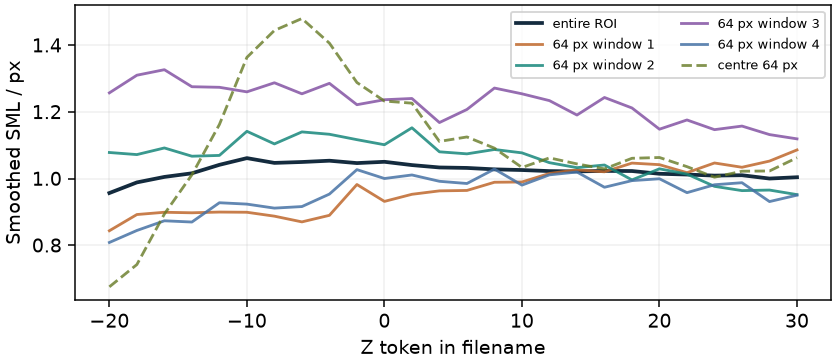 entire ROI
64 px window 1
64 px window 2
64 px window 3
64 px window 4
centre 64 px
Smoothed SML / px
1.4
1.2
1.0
0.8
−20
−10
0
10
20
30
Z token in filename